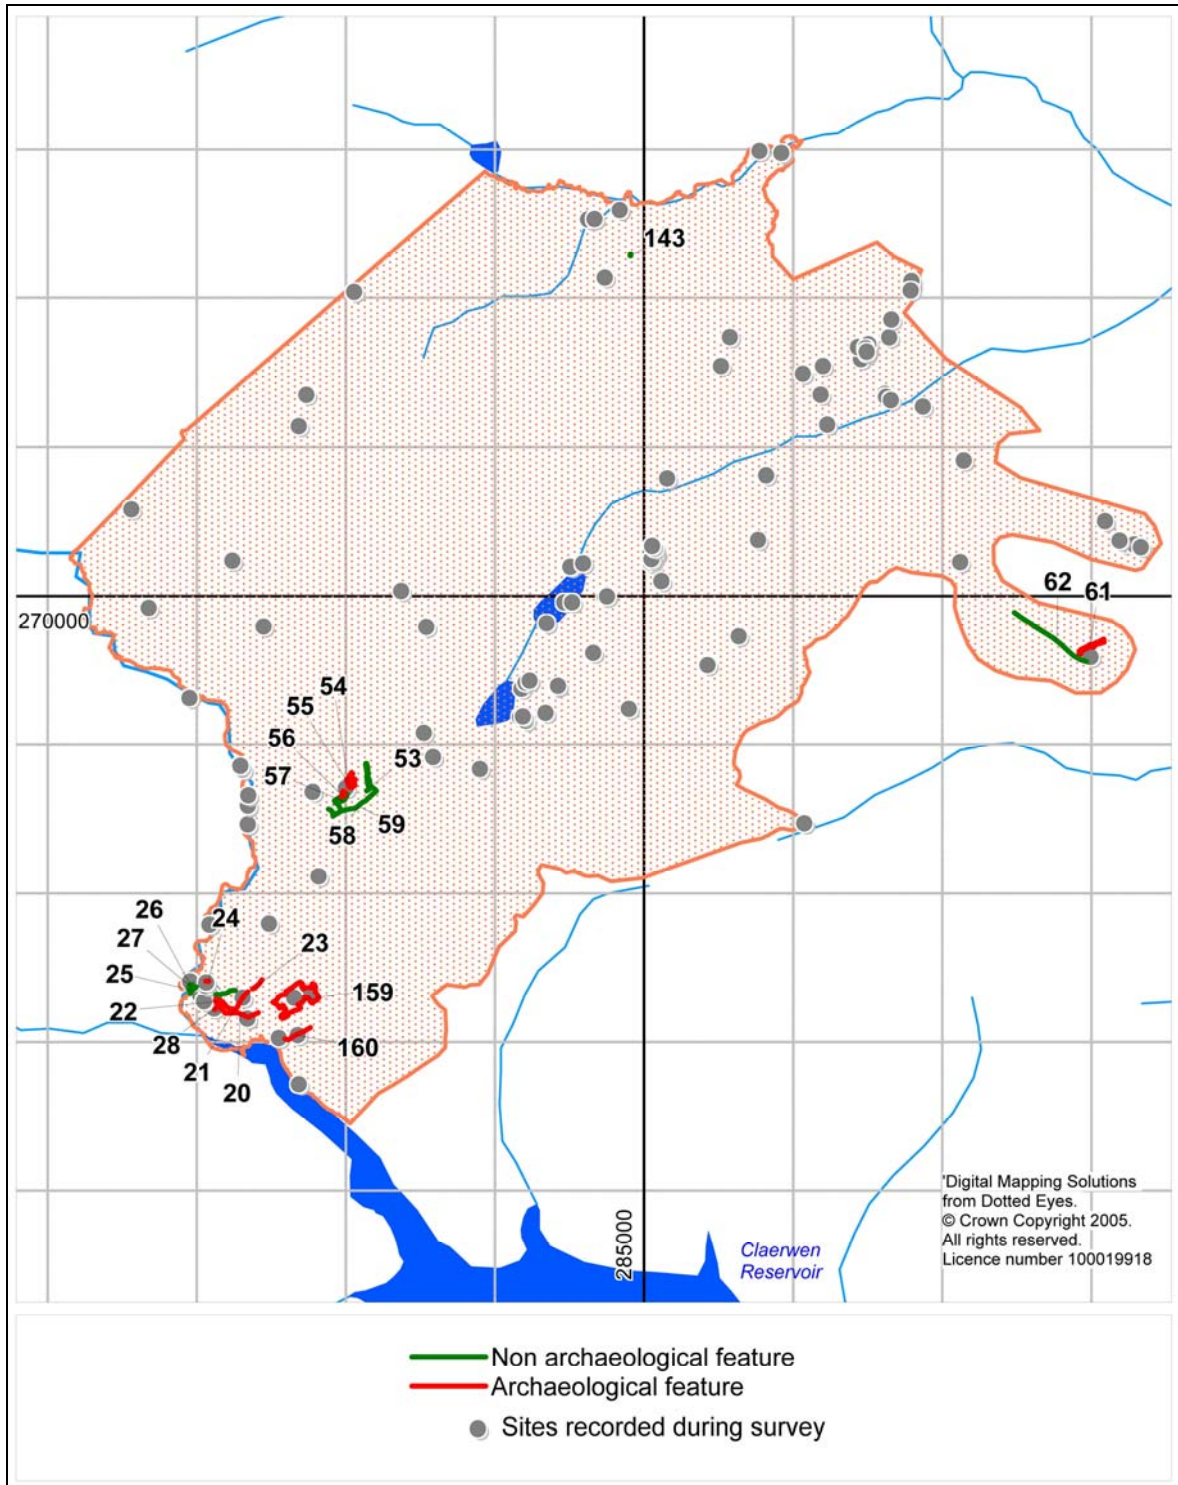 143
62
61
270000
54
55
56
57
53
58
59
26
24
27
23
25
159
22
28
160
21
20
285000
Claerwen
Reservoir
'Digital Mapping Solutions
from Dotted Eyes.
© Crown Copyright 2005.
All rights reserved.
Licence number 100019918
Non archaeological feature
Archaeological feature
Sites recorded during survey